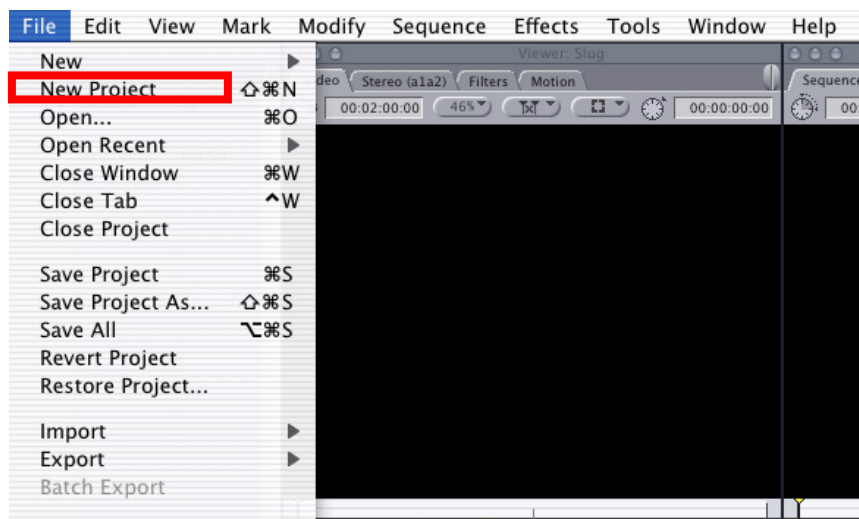 File Edit View Mark Modify Sequence Effects Tools Window Help
Viewer: Slug
deo Stereo (a1a2) Filters Motion
Sequenc
00:02:00:00 46% 00:00:00:00 00
New
New Project ⇧⌘N
Open... ⌘O
Open Recent
Close Window ⌘W
Close Tab ^W
Close Project
Save Project ⌘S
Save Project As... ⇧⌘S
Save All ⌥⌘S
Revert Project
Restore Project...
Import
Export
Batch Export